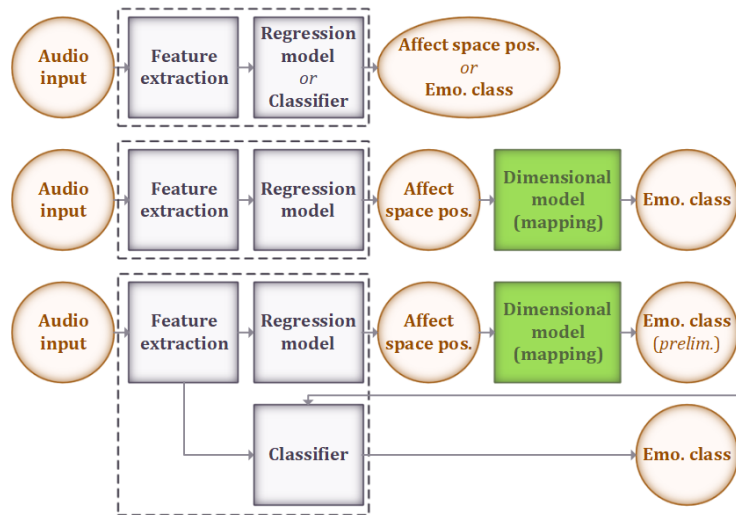 Audio
input
Feature
extraction
Regression
model
or
Classifier
Affect space pos.
or
Emo. class
Audio
input
Feature
extraction
Regression
model
Affect
space pos.
Dimensional
model
(mapping)
Emo. class
Audio
input
Feature
extraction
Regression
model
Affect
space pos.
Dimensional
model
(mapping)
Emo. class
(prelim.)
Classifier
Emo. class